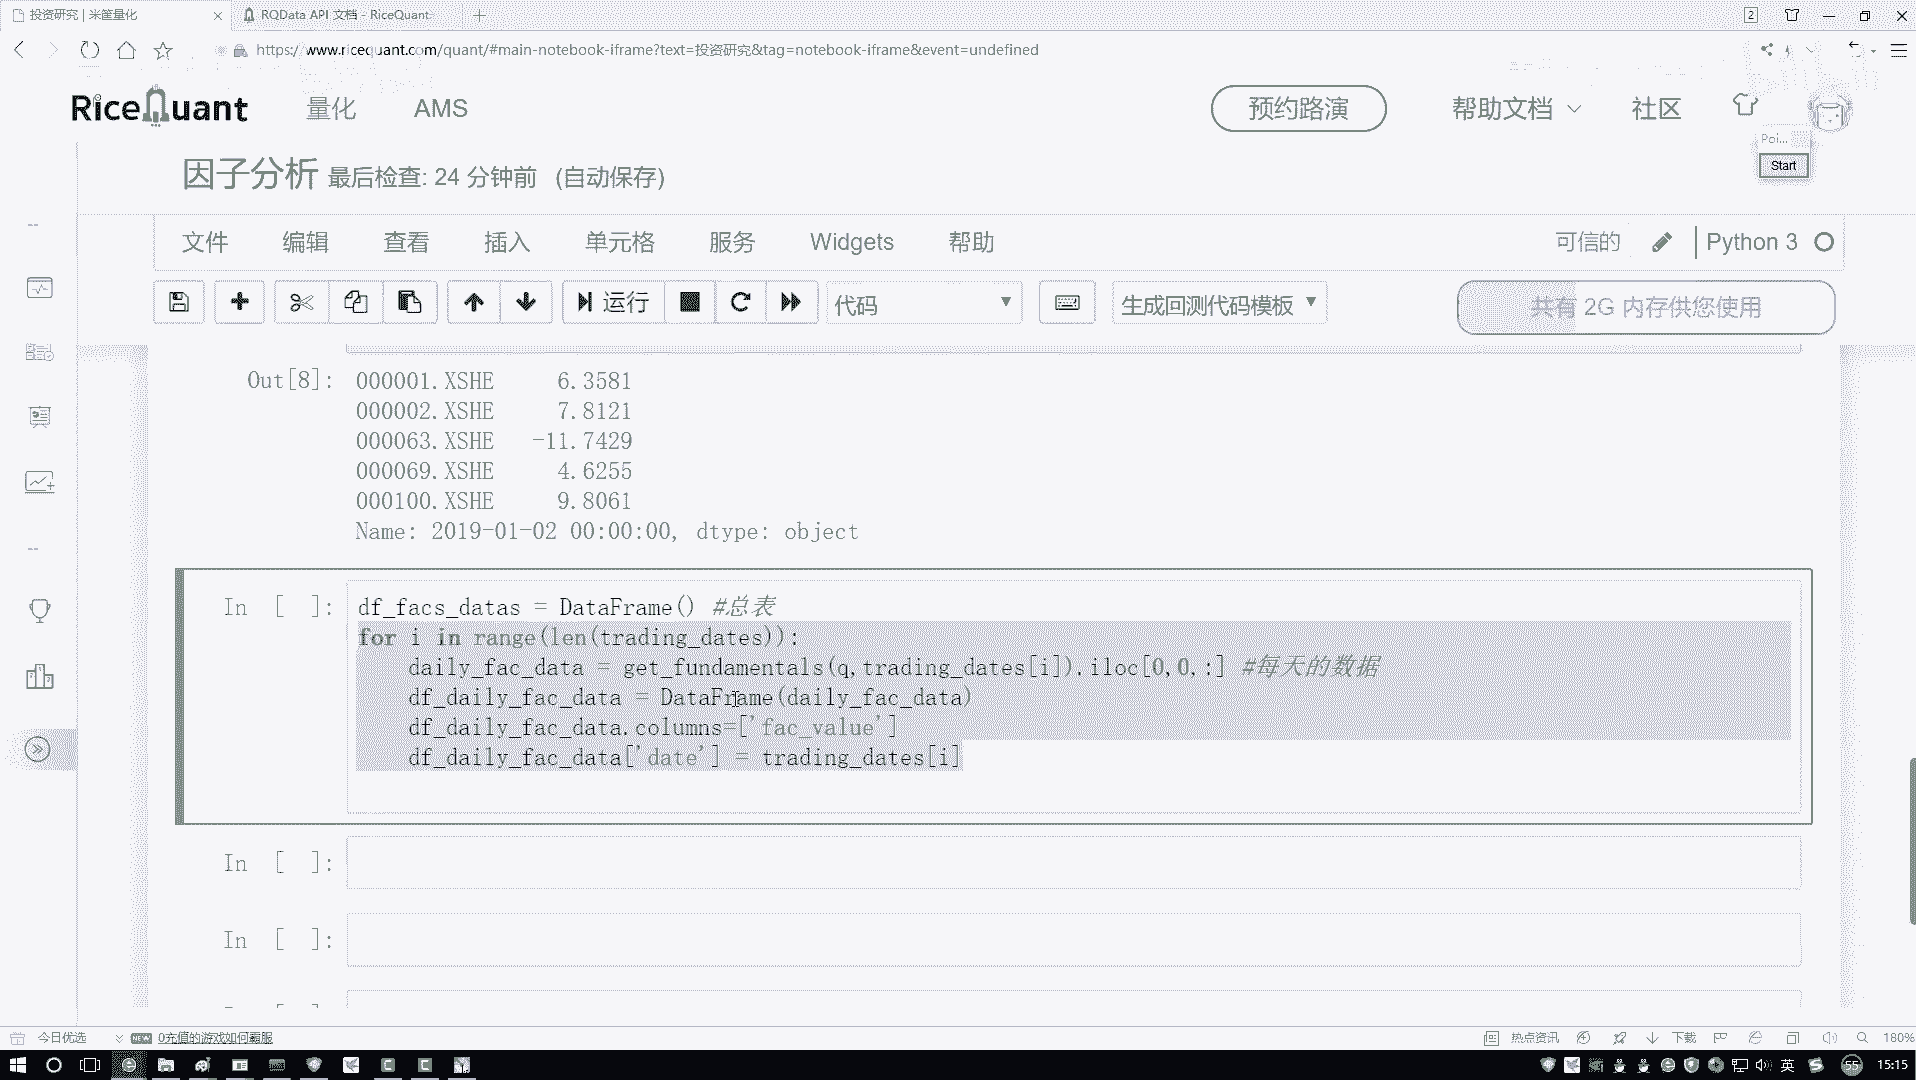 投资研究 | 米筐量化
RQData API 文档 - RiceQuant
2
https://www.ricequant.com/quant/#main-notebook-iframe?text=投资研究&tag=notebook-iframe&event=undefined
RiceQuant 量化 AMS 预约路演 帮助文档 社区
Poi...
Start
因子分析 最后检查: 24 分钟前 (自动保存)
文件 编辑 查看 插入 单元格 服务 Widgets 帮助 可信的 Python 3
运行 代码 生成回测代码模板 共有 2G 内存供您使用
Out[8]: 000001.XSHE 6.3581
000002.XSHE 7.8121
000063.XSHE -11.7429
000069.XSHE 4.6255
000100.XSHE 9.8061
Name: 2019-01-02 00:00:00, dtype: object
In [ ]: df_facs_datas = DataFrame() #总表
for i in range(len(trading_dates)):
daily_fac_data = get_fundamentals(q,trading_dates[i]).iloc[0,0,:] #每天的数据
df_daily_fac_data = DataFrame(daily_fac_data)
df_daily_fac_data.columns=['fac_value']
df_daily_fac_data['date'] = trading_dates[i]
In [ ]:
In [ ]:
今日优选 NEW 0充值的游戏如何霸服 热点资讯 下载 180%
英 55 15:15